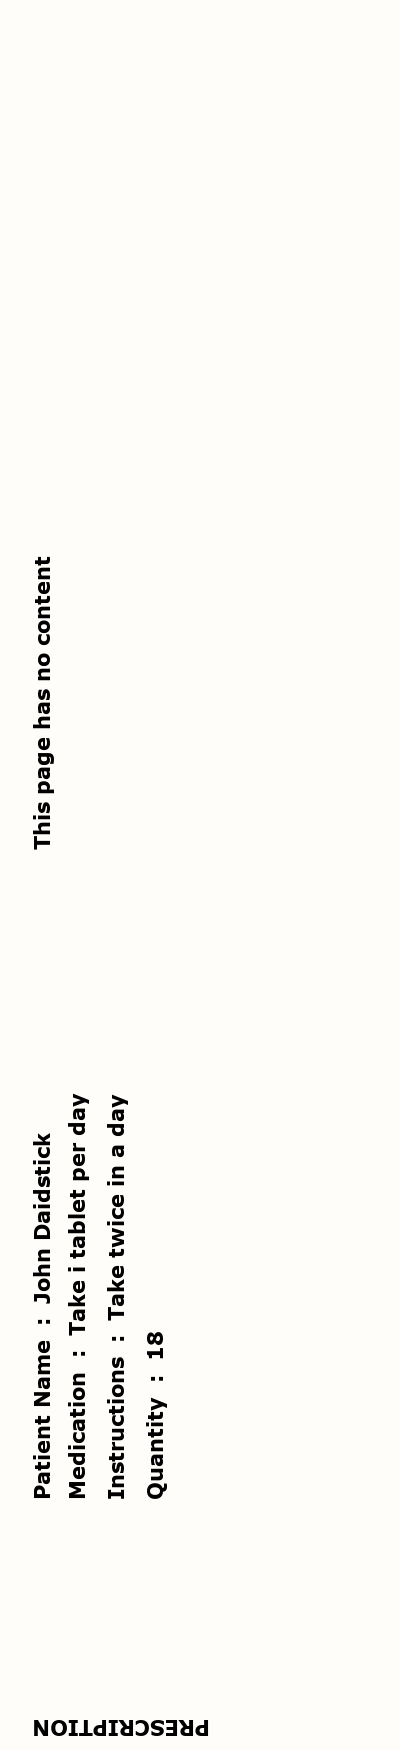 PRESCRIPTION
Patient Name : John Daidstick
Medication : Take i tablet per day
Instructions : Take twice in a day
Quantity : 18
This page has no content